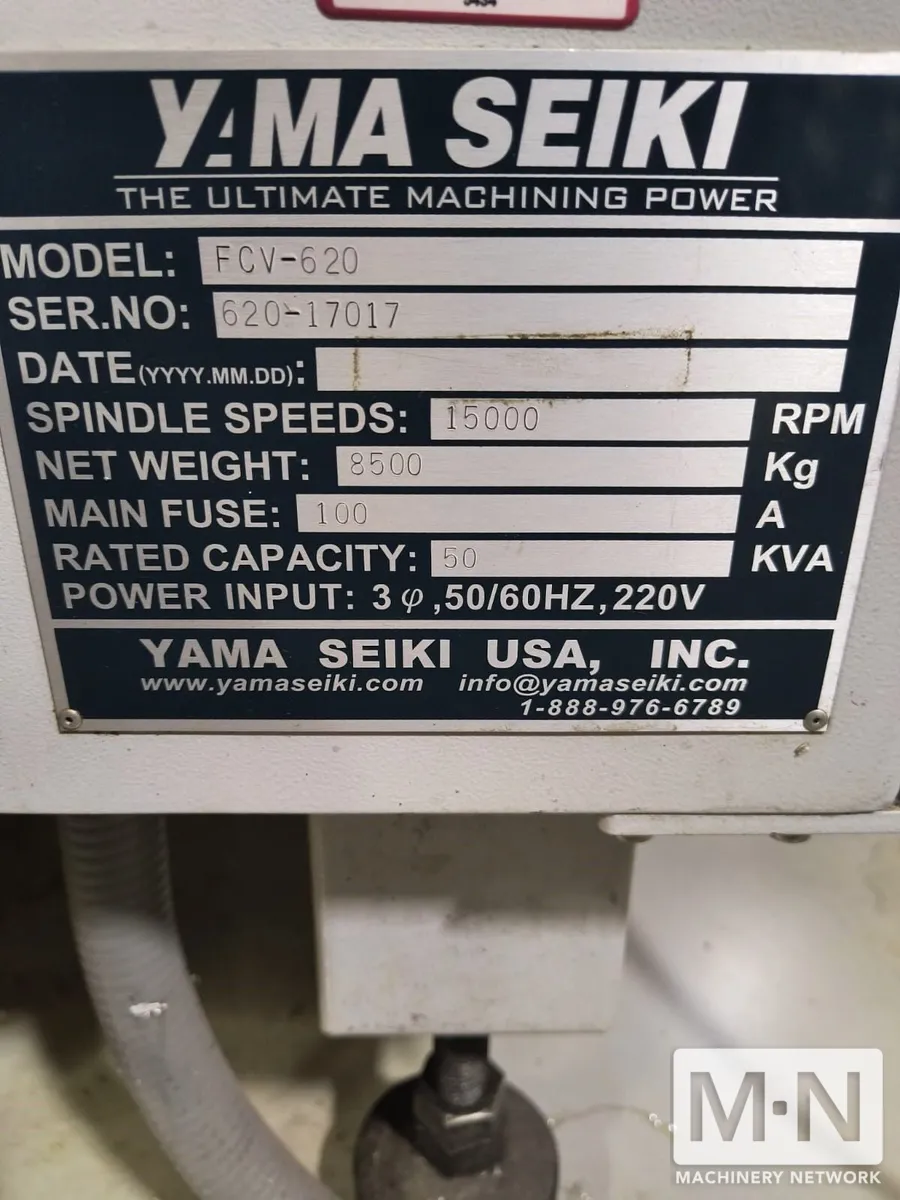 YAMA SEIKI
THE ULTIMATE MACHINING POWER
MODEL: FCV-620
SER.NO: 620-17017
DATE(YYYY.MM.DD):
SPINDLE SPEEDS: 15000 RPM
NET WEIGHT: 8500 Kg
MAIN FUSE: 100 A
RATED CAPACITY: 50 KVA
POWER INPUT: 3φ,50/60HZ,220V
YAMA SEIKI USA, INC.
www.yamaseiki.com info@yamaseiki.com
1-888-976-6789
M·N
MACHINERY NETWORK